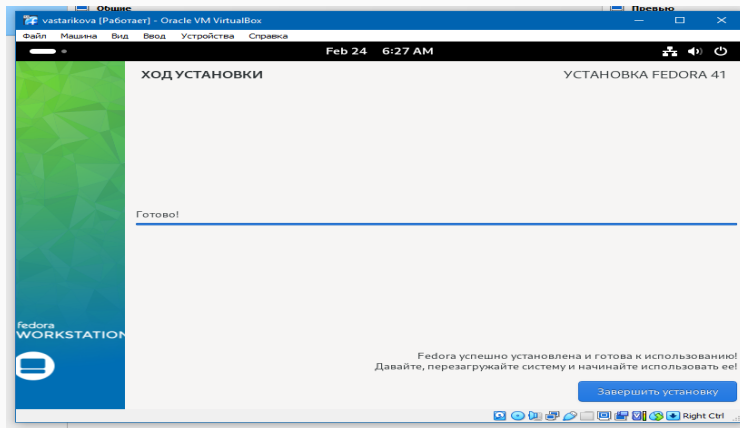 Общие
Превью
vastarikova [Работает] - Oracle VM VirtualBox
Файл Машина Вид Ввод Устройства Справка
Feb 24 6:27 AM
ХОД УСТАНОВКИ
УСТАНОВКА FEDORA 41
Готово!
fedora
WORKSTATION
Fedora успешно установлена и готова к использованию!
Давайте, перезагружайте систему и начинайте использовать ее!
Завершить установку
Right Ctrl